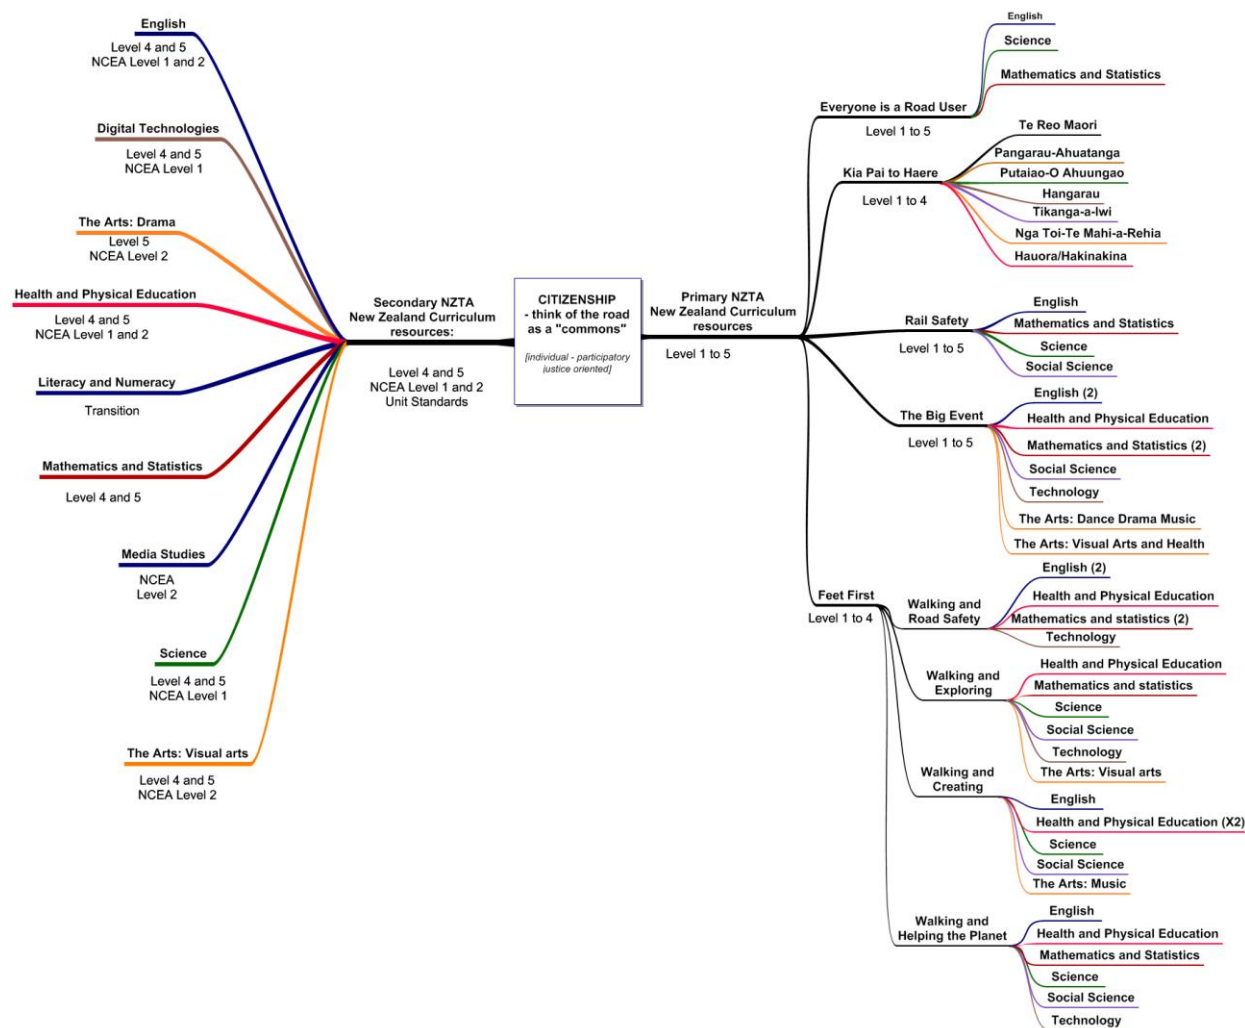 English
Level 4 and 5
NCEA Level 1 and 2
Digital Technologies
Level 4 and 5
NCEA Level 1
The Arts: Drama
Level 5
NCEA Level 2
Health and Physical Education
Level 4 and 5
NCEA Level 1 and 2
Literacy and Numeracy
Transition
Mathematics and Statistics
Level 4 and 5
Media Studies
NCEA
Level 2
Science
Level 4 and 5
NCEA Level 1
The Arts: Visual arts
Level 4 and 5
NCEA Level 2
Secondary NZTA
New Zealand Curriculum
resources:
Level 4 and 5
NCEA Level 1 and 2
Unit Standards
CITIZENSHIP
- think of the road
as a "commons"
[individual - participatory
justice oriented]
Primary NZTA
New Zealand Curriculum
resources
Level 1 to 5
Everyone is a Road User
Level 1 to 5
English
Science
Mathematics and Statistics
Kia Pai to Haere
Level 1 to 4
Te Reo Maori
Pangarau-Ahuatanga
Putaiao-O Ahuungao
Hangarau
Tikanga-a-Iwi
Nga Toi-Te Mahi-a-Rehia
Hauora/Hakinakina
Rail Safety
Level 1 to 5
English
Mathematics and Statistics
Science
Social Science
The Big Event
Level 1 to 5
English (2)
Health and Physical Education
Mathematics and Statistics (2)
Social Science
Technology
The Arts: Dance Drama Music
The Arts: Visual Arts and Health
Feet First
Level 1 to 4
Walking and
Road Safety
English (2)
Health and Physical Education
Mathematics and statistics (2)
Technology
Walking and
Exploring
Health and Physical Education
Mathematics and statistics
Science
Social Science
Technology
The Arts: Visual arts
Walking and
Creating
English
Health and Physical Education (X2)
Science
Social Science
The Arts: Music
Walking and
Helping the Planet
English
Health and Physical Education
Mathematics and Statistics
Science
Social Science
Technology